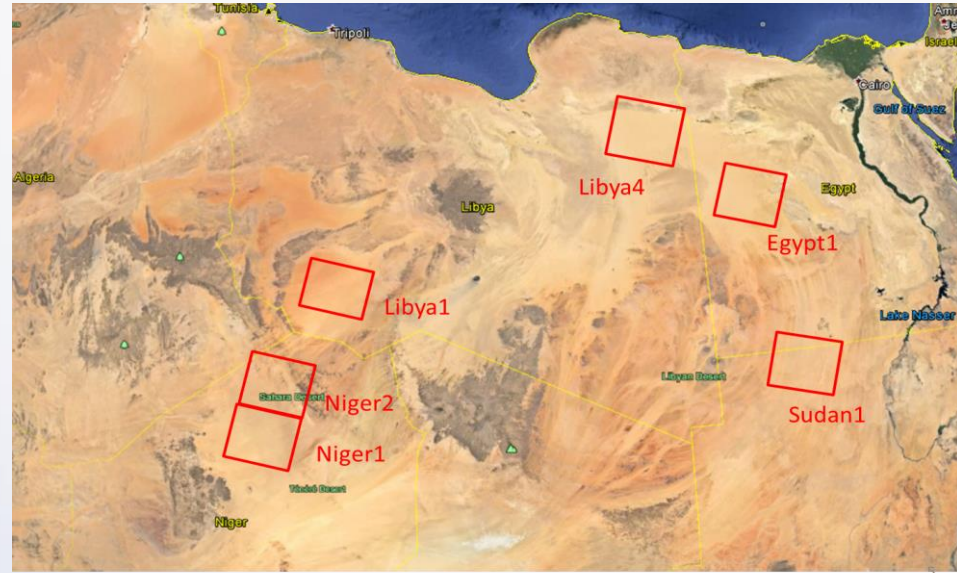 Tunisia
Tripoli
Israel
Cairo
Gulf of Suez
Algeria
Libya4
Egypt
Libya
Egypt1
Libya1
Lake Nasser
Libyan Desert
Sahara Desert
Niger2
Sudan1
Niger1
Ténéré Desert
Niger